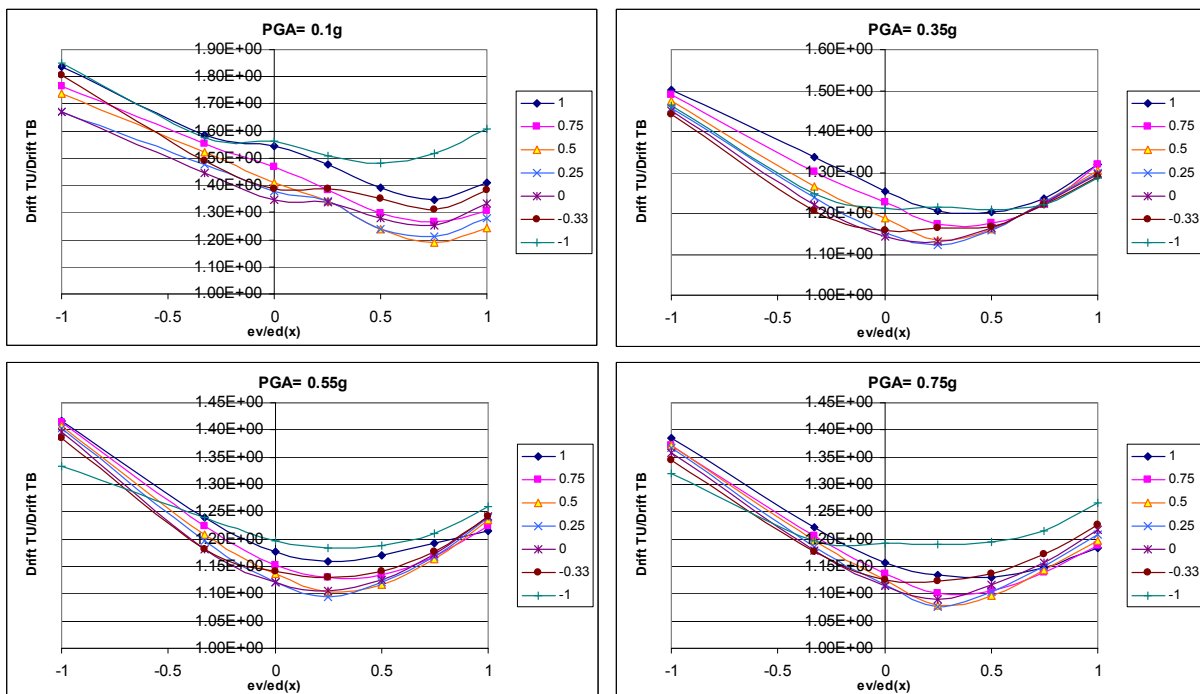 PGA= 0.1g
Drift TU/Drift TB
1.90E+00
1.80E+00
1.70E+00
1.60E+00
1.50E+00
1.40E+00
1.30E+00
1.20E+00
1.10E+00
1.00E+00
-1 -0.5 0 0.5 1
ev/ed(x)
1
0.75
0.5
0.25
0
-0.33
-1
PGA= 0.35g
Drift TU/Drift TB
1.60E+00
1.50E+00
1.40E+00
1.30E+00
1.20E+00
1.10E+00
1.00E+00
-1 -0.5 0 0.5 1
ev/ed(x)
1
0.75
0.5
0.25
0
-0.33
-1
PGA= 0.55g
Drift TU/Drift TB
1.45E+00
1.40E+00
1.35E+00
1.30E+00
1.25E+00
1.20E+00
1.15E+00
1.10E+00
1.05E+00
1.00E+00
-1 -0.5 0 0.5 1
ev/ed(x)
1
0.75
0.5
0.25
0
-0.33
-1
PGA= 0.75g
Drift TU/Drift TB
1.45E+00
1.40E+00
1.35E+00
1.30E+00
1.25E+00
1.20E+00
1.15E+00
1.10E+00
1.05E+00
1.00E+00
-1 -0.5 0 0.5 1
ev/ed(x)
1
0.75
0.5
0.25
0
-0.33
-1